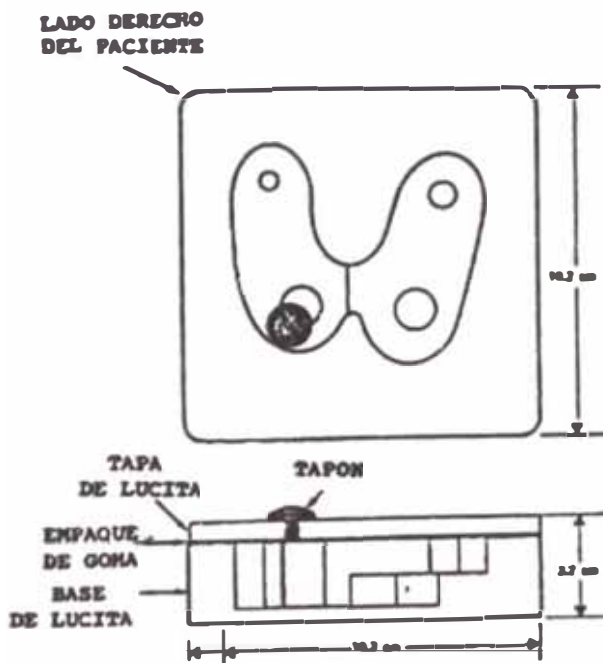 LADO DERECHO
DEL PACIENTE
TAPA
DE LUCITA
TAPON
EMPAQUE
DE GOMA
BASE
DE LUCITA